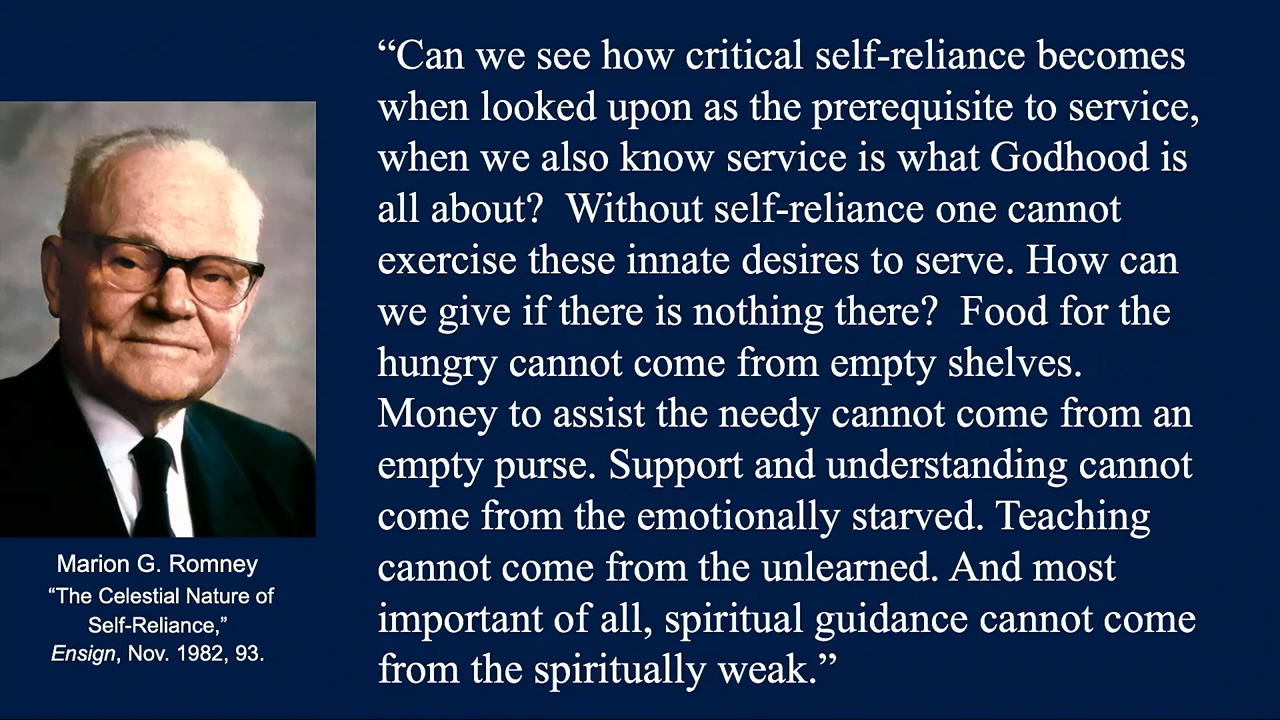 “Can we see how critical self-reliance becomes
when looked upon as the prerequisite to service,
when we also know service is what Godhood is
all about?  Without self-reliance one cannot
exercise these innate desires to serve. How can
we give if there is nothing there?  Food for the
hungry cannot come from empty shelves.
Money to assist the needy cannot come from an
empty purse. Support and understanding cannot
come from the emotionally starved. Teaching
cannot come from the unlearned. And most
important of all, spiritual guidance cannot come
from the spiritually weak.”
Marion G. Romney
“The Celestial Nature of
Self-Reliance,”
Ensign, Nov. 1982, 93.